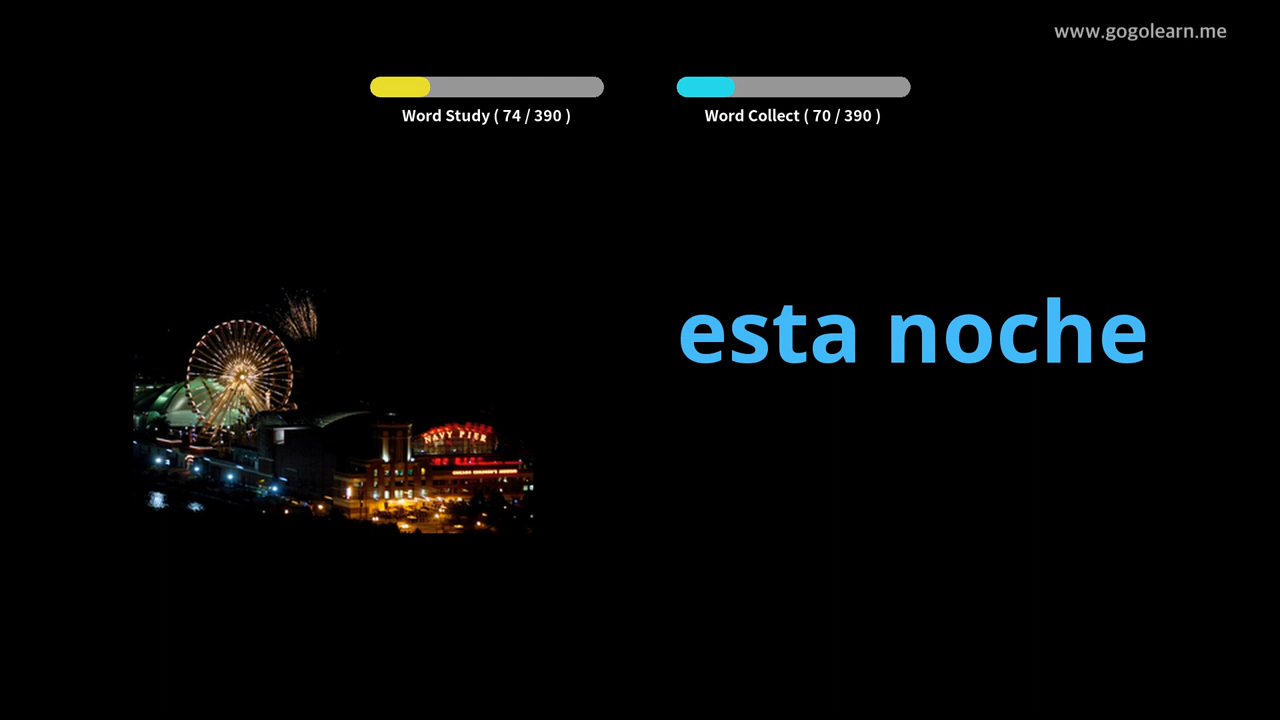 www.gogolearn.me
Word Study ( 74 / 390 )
Word Collect ( 70 / 390 )
esta noche
NAVY PIER